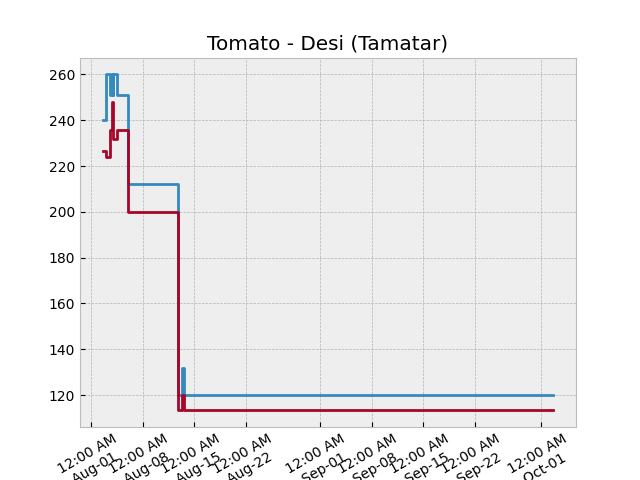 Tomato - Desi (Tamatar)
260
240
220
200
180
160
140
120
12:00 AM
Aug-01
12:00 AM
Aug-08
12:00 AM
Aug-15
12:00 AM
Aug-22
12:00 AM
Sep-01
12:00 AM
Sep-08
12:00 AM
Sep-15
12:00 AM
Sep-22
12:00 AM
Oct-01